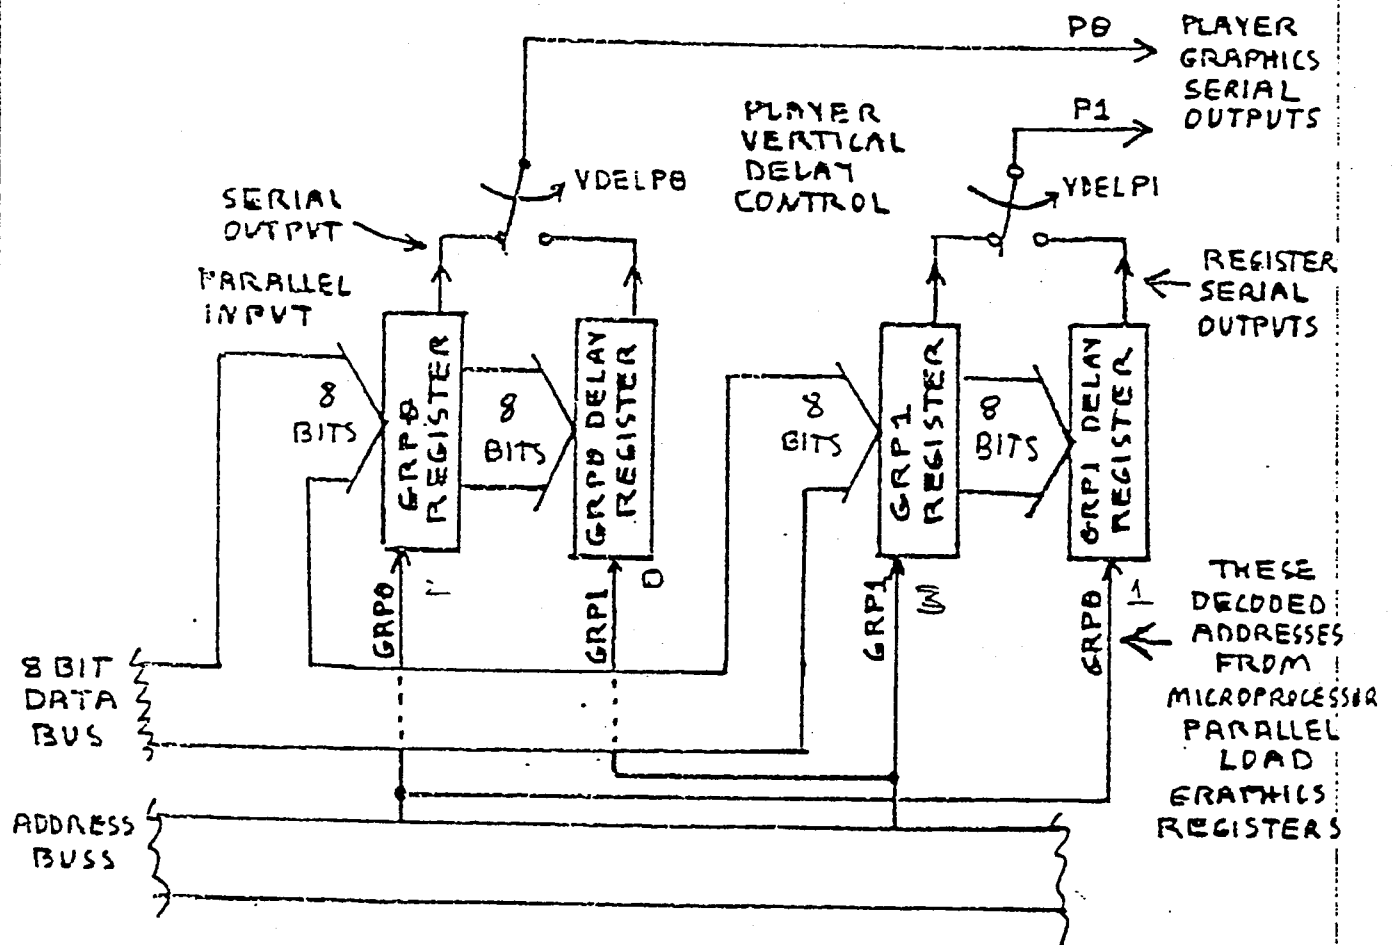 P0
PLAYER
GRAPHICS
SERIAL
OUTPUTS
P1
PLAYER
VERTICAL
DELAY
CONTROL
VDELP0
VDELP1
SERIAL
OUTPUT
PARALLEL
INPUT
REGISTER
SERIAL
OUTPUTS
8
BITS
GRP0
REGISTER
8
BITS
GRP0 DELAY
REGISTER
8
BITS
GRP1
REGISTER
8
BITS
GRP1 DELAY
REGISTER
GRP0
GRP1
0
GRP1
GRP0
1
THESE
DECODED
ADDRESSES
FROM
MICROPROCESSOR
PARALLEL
LOAD
GRAPHICS
REGISTERS
8 BIT
DATA
BUS
ADDRESS
BUSS